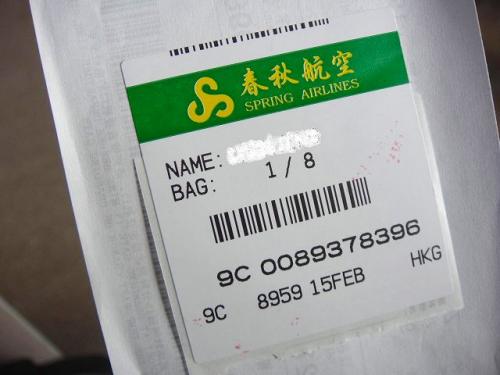 春秋航空
SPRING AIRLINES
NAME:
BAG: 1 / 8
9C 0089378396
9C 8959 15FEB HKG